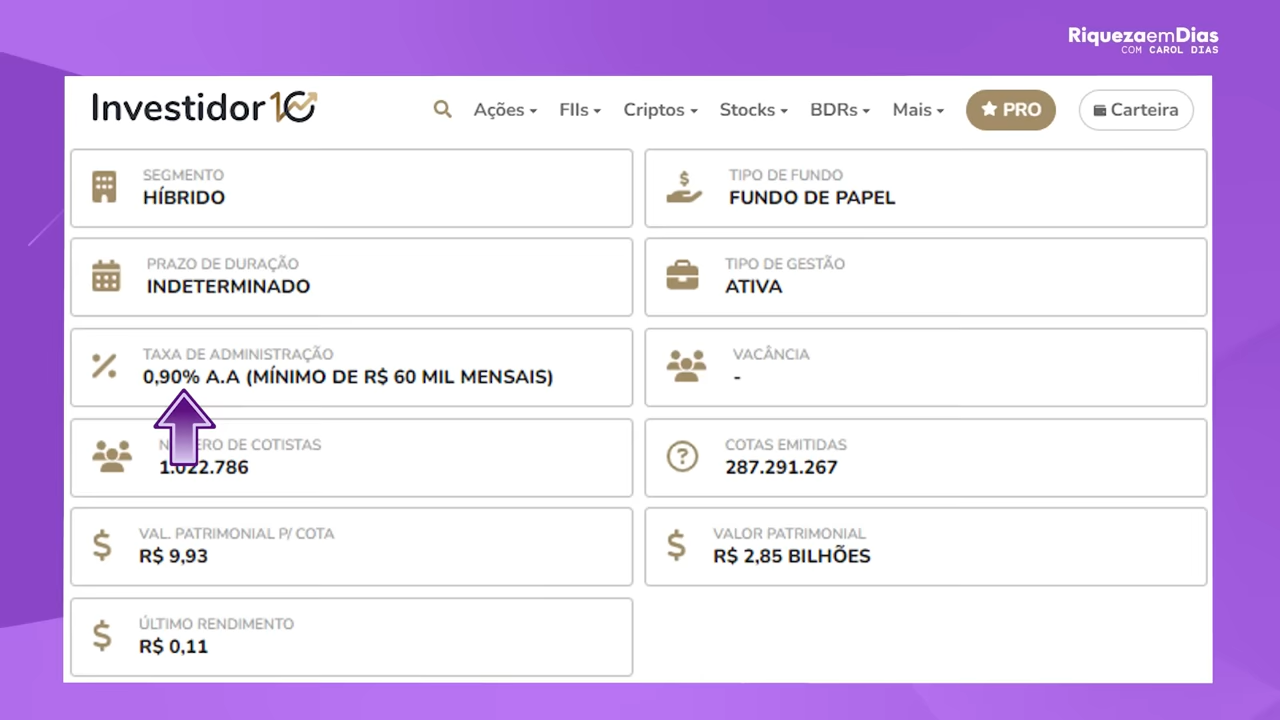 RiquezaemDias
COM CAROL DIAS
Investidor10
Ações
FIIs
Criptos
Stocks
BDRs
Mais
PRO
Carteira
SEGMENTO
HÍBRIDO
TIPO DE FUNDO
FUNDO DE PAPEL
PRAZO DE DURAÇÃO
INDETERMINADO
TIPO DE GESTÃO
ATIVA
TAXA DE ADMINISTRAÇÃO
0,90% A.A (MÍNIMO DE R$ 60 MIL MENSAIS)
VACÂNCIA
-
DE COTISTAS
1.022.786
COTAS EMITIDAS
287.291.267
VAL. PATRIMONIAL P/ COTA
R$ 9,93
VALOR PATRIMONIAL
R$ 2,85 BILHÕES
ÚLTIMO RENDIMENTO
R$ 0,11